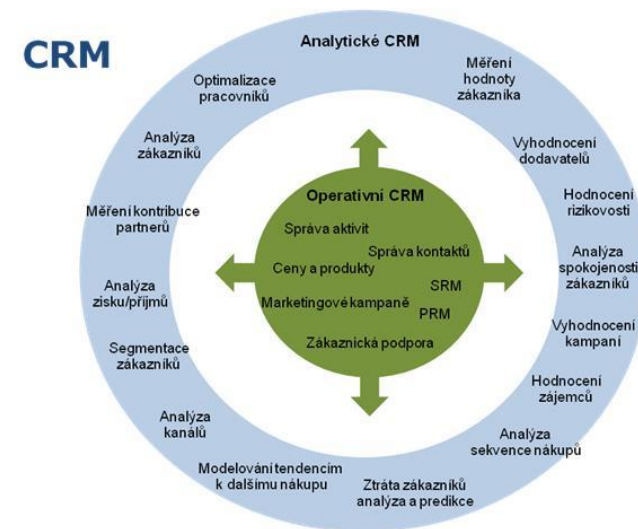 CRM
Analytické CRM
Měření
hodnoty
zákazníka
Optimalizace
pracovníků
Vyhodnocení
dodavatelů
Analýza
zákazníků
Hodnocení
rizikovosti
Měření kontribuce
partnerů
Analýza
spokojenosti
zákazníků
Analýza
zisku/příjmů
Vyhodnocení
kampaní
Segmentace
zákazníků
Hodnocení
zájemců
Analýza
kanálů
Analýza
sekvence nákupů
Modelování tendencím
k dalšímu nákupu
Ztráta zákazníků
analýza a predikce
Operativní CRM
Správa aktivit
Správa kontaktů
Ceny a produkty
SRM
Marketingové kampaně
PRM
Zákaznická podpora